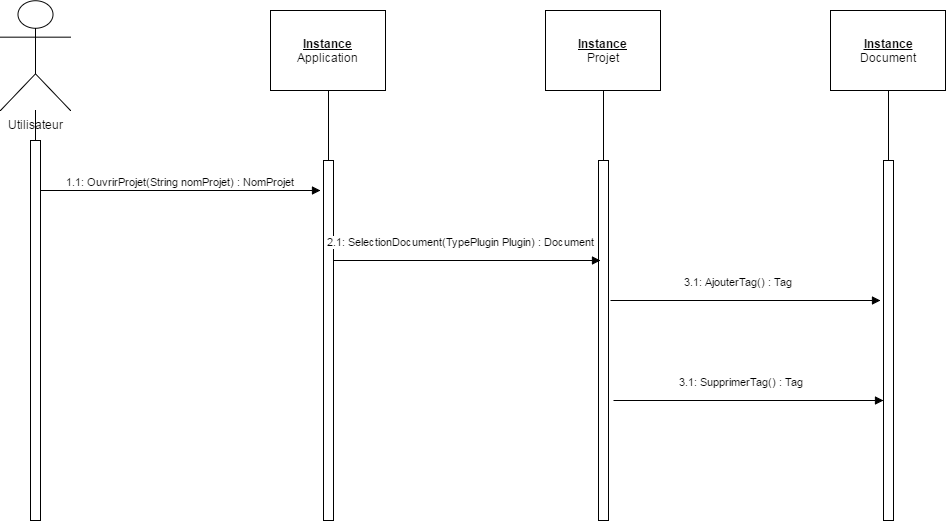 Instance
Application
Instance
Projet
Instance
Document
Utilisateur
1.1: OuvrirProjet(String nomProjet) : NomProjet
2.1: SelectionDocument(TypePlugin Plugin) : Document
3.1: AjouterTag() : Tag
3.1: SupprimerTag() : Tag